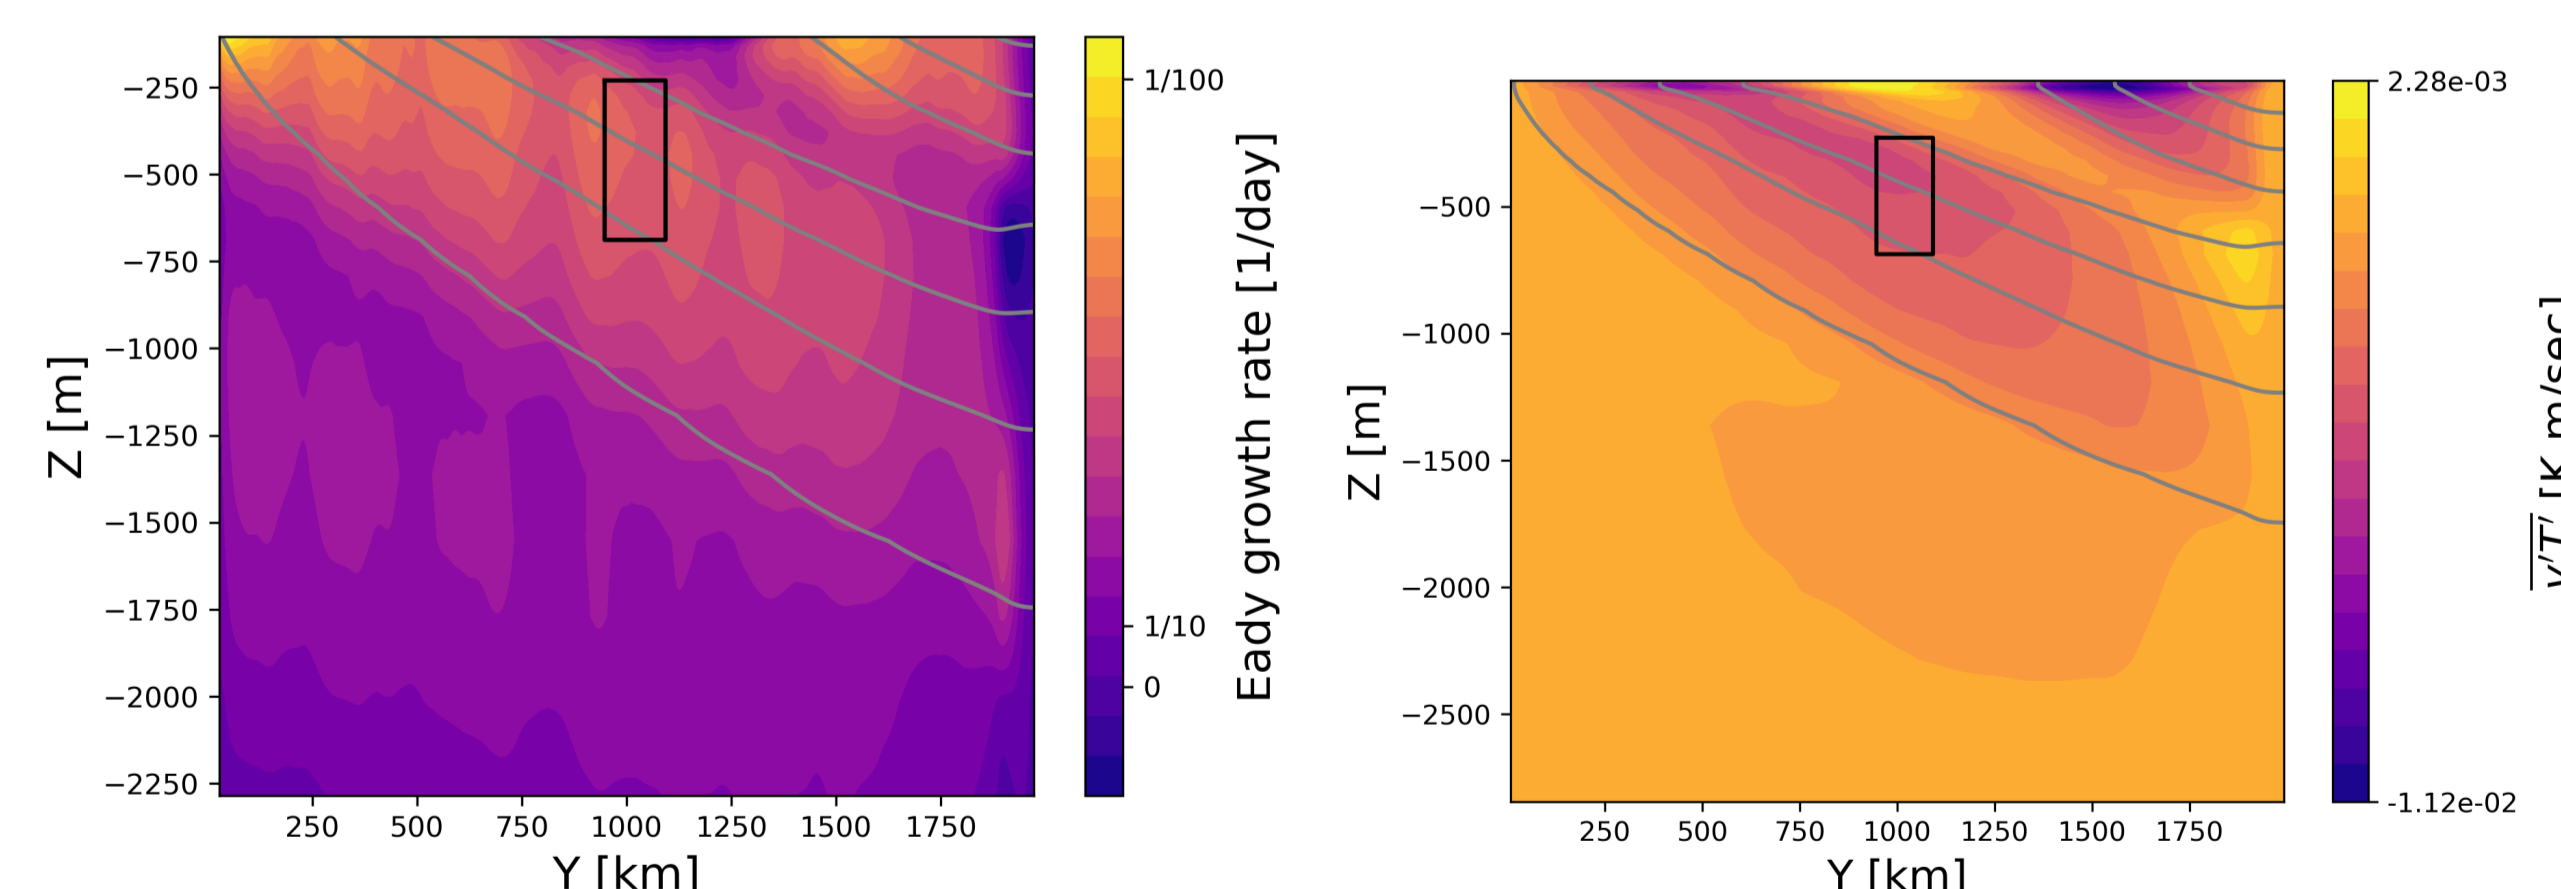 −250
−500
−750
−1000
−1250
−1500
−1750
−2000
−2250
Z [m]
250 500 750 1000 1250 1500 1750
Y [km]
1/100
1/10
0
Eady growth rate [1/day]
−500
−1000
−1500
−2000
−2500
Z [m]
250 500 750 1000 1250 1500 1750
Y [km]
2.28e-03
-1.12e-02
v′T′ [K m/sec]